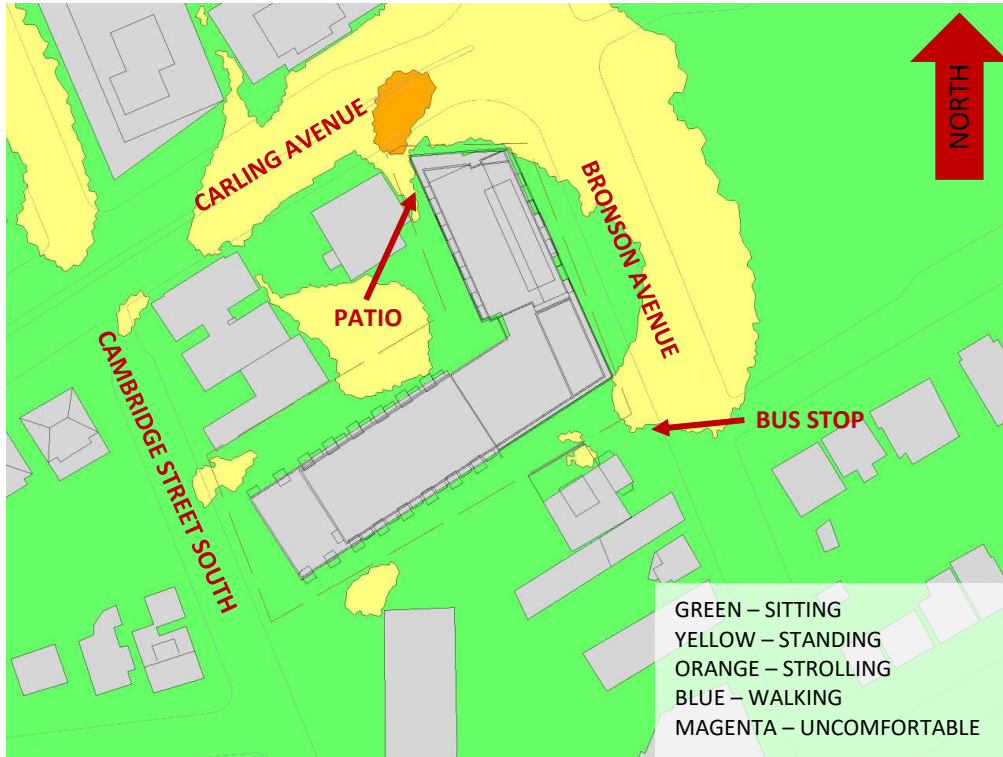 NORTH
CARLING AVENUE
BRONSON AVENUE
PATIO
CAMBRIDGE STREET SOUTH
BUS STOP
GREEN – SITTING
YELLOW – STANDING
ORANGE – STROLLING
BLUE – WALKING
MAGENTA – UNCOMFORTABLE